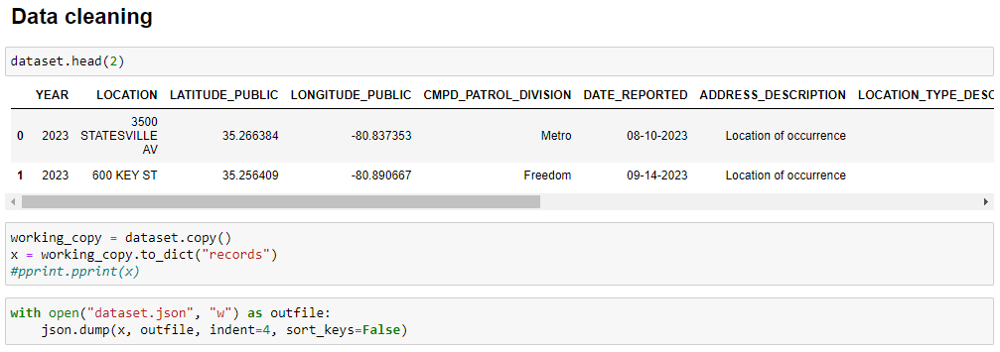 Data cleaning
dataset.head(2)
YEAR LOCATION LATITUDE_PUBLIC LONGITUDE_PUBLIC CMPD_PATROL_DIVISION DATE_REPORTED ADDRESS_DESCRIPTION LOCATION_TYPE_DESC
0 2023 3500 STATESVILLE AV 35.266384 -80.837353 Metro 08-10-2023 Location of occurrence
1 2023 600 KEY ST 35.256409 -80.890667 Freedom 09-14-2023 Location of occurrence
working_copy = dataset.copy()
x = working_copy.to_dict("records")
#pprint.pprint(x)
with open("dataset.json", "w") as outfile:
    json.dump(x, outfile, indent=4, sort_keys=False)